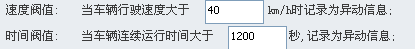 速度阀值: 当车辆行驶速度大于 40 km/h时记录为异动信息;
时间阀值: 当车辆连续运行时间大于 1200 秒,记录为异动信息;